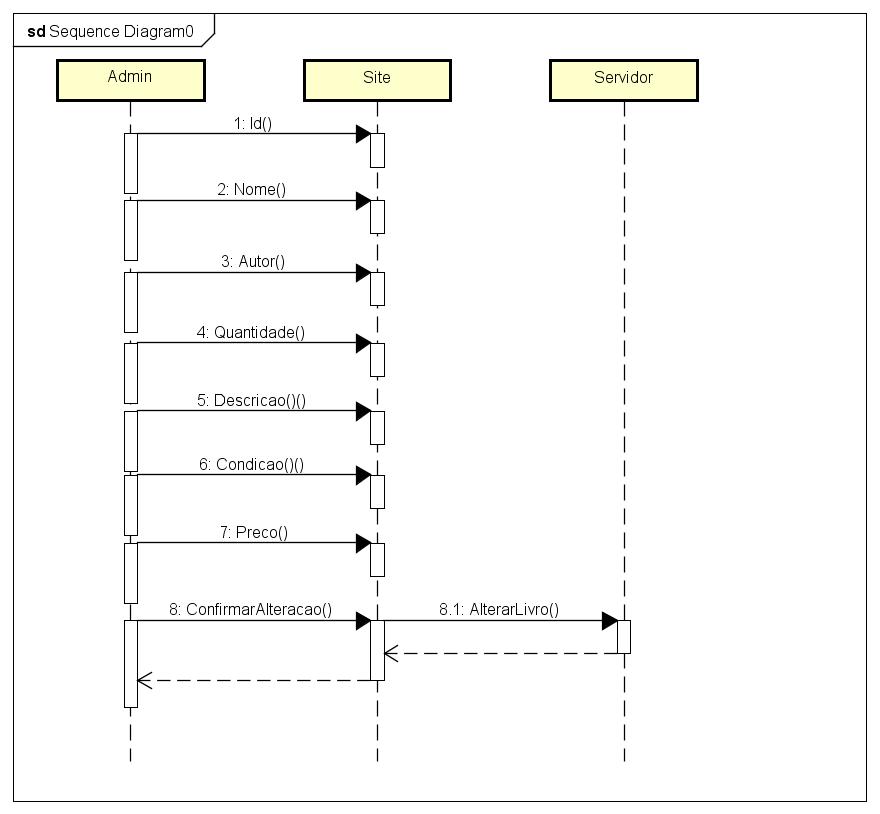 sd Sequence Diagram0
Admin
Site
Servidor
1: Id()
2: Nome()
3: Autor()
4: Quantidade()
5: Descricao()()
6: Condicao()()
7: Preco()
8: ConfirmarAlteracao()
8.1: AlterarLivro()